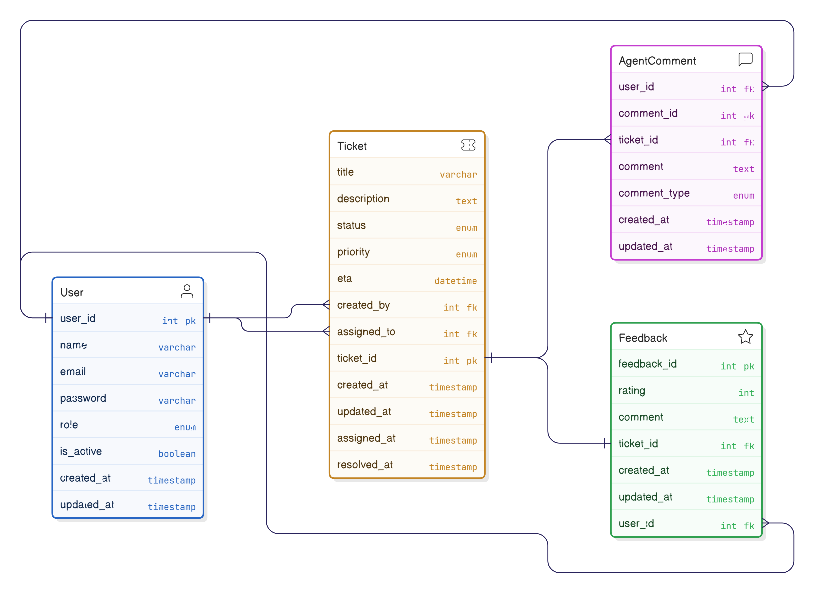 AgentComment
user_id int fk
comment_id int pk
ticket_id int fk
comment text
comment_type enum
created_at timestamp
updated_at timestamp
Ticket
title varchar
description text
status enum
priority enum
eta datetime
created_by int fk
assigned_to int fk
ticket_id int pk
created_at timestamp
updated_at timestamp
assigned_at timestamp
resolved_at timestamp
User
user_id int pk
name varchar
email varchar
password varchar
role enum
is_active boolean
created_at timestamp
updated_at timestamp
Feedback
feedback_id int pk
rating int
comment text
ticket_id int fk
created_at timestamp
updated_at timestamp
user_id int fk